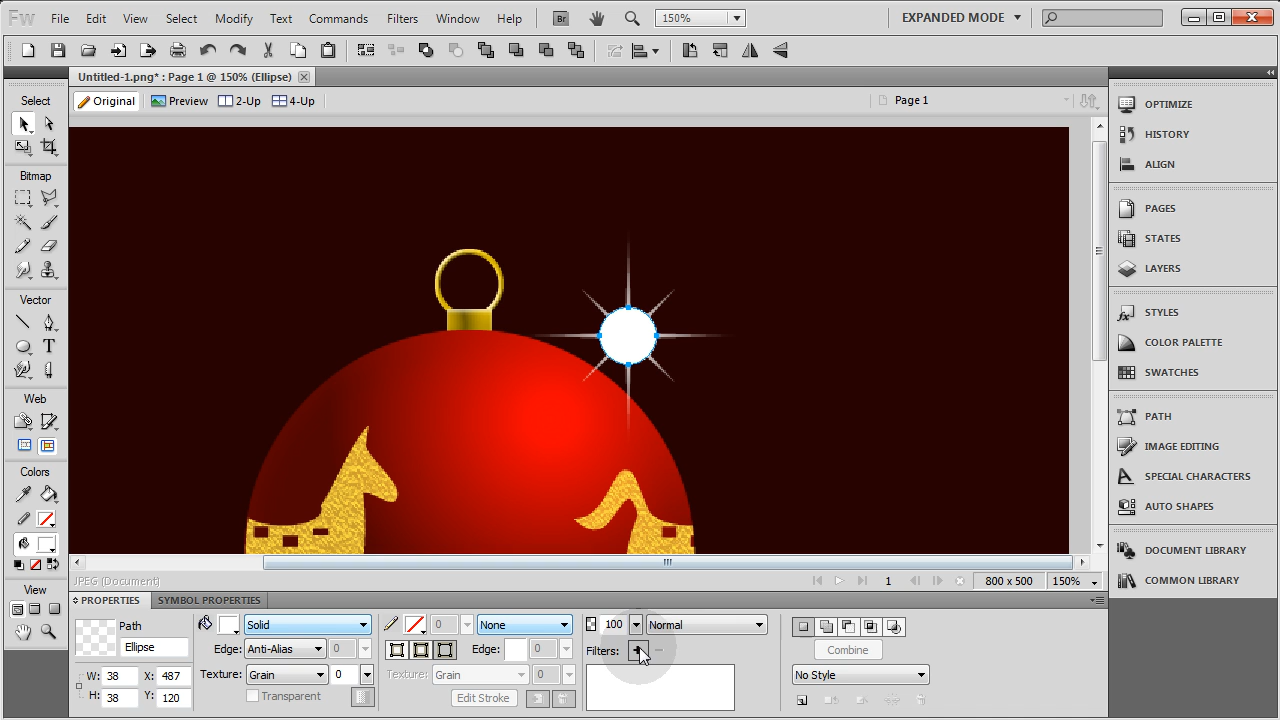 Fw File Edit View Select Modify Text Commands Filters Window Help Br 150% EXPANDED MODE
Untitled-1.png* : Page 1 @ 150% (Ellipse)
Original Preview 2-Up 4-Up Page 1
Select
Bitmap
Vector
T
Web
Colors
View
OPTIMIZE
HISTORY
ALIGN
PAGES
STATES
LAYERS
STYLES
COLOR PALETTE
SWATCHES
PATH
IMAGE EDITING
SPECIAL CHARACTERS
AUTO SHAPES
DOCUMENT LIBRARY
COMMON LIBRARY
JPEG (Document) 1 800 x 500 150%
PROPERTIES SYMBOL PROPERTIES
Path Solid None 100 Normal
Ellipse Edge: Anti-Alias 0 Edge: 0 Filters: Combine
W: 38 X: 487 Texture: Grain 0 Texture: Grain 0 No Style
H: 38 Y: 120 Transparent Edit Stroke